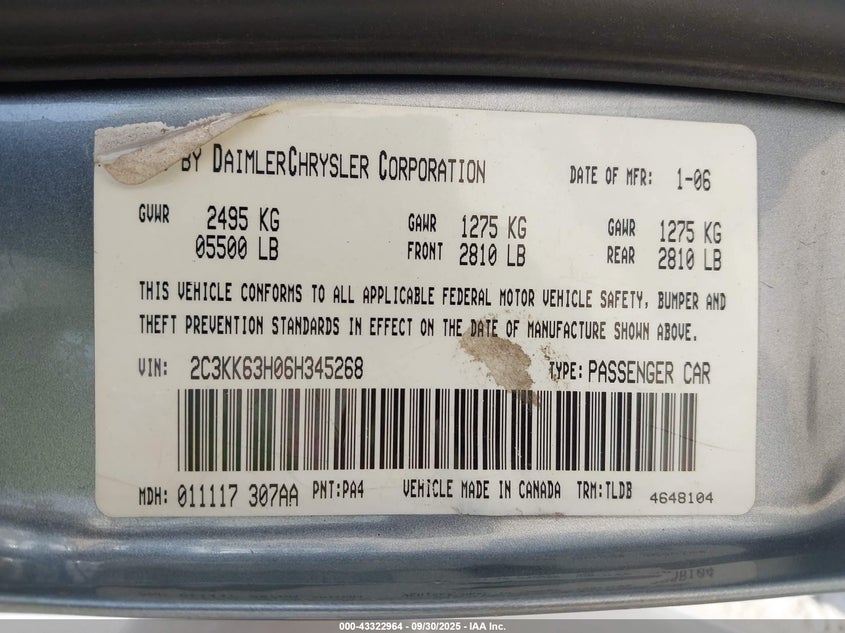 BY DAIMLERCHRYSLER CORPORATION DATE OF MFR: 1-06
GVWR 2495 KG GAWR 1275 KG GAWR 1275 KG
05500 LB FRONT 2810 LB REAR 2810 LB
THIS VEHICLE CONFORMS TO ALL APPLICABLE FEDERAL MOTOR VEHICLE SAFETY, BUMPER AND
THEFT PREVENTION STANDARDS IN EFFECT ON THE DATE OF MANUFACTURE SHOWN ABOVE.
VIN: 2C3KK63H06H345268 TYPE: PASSENGER CAR
MDH: 011117 307AA PNT:PA4 VEHICLE MADE IN CANADA TRM:TLDB 4648104
000-43322964 - 09/30/2025 - IAA Inc.